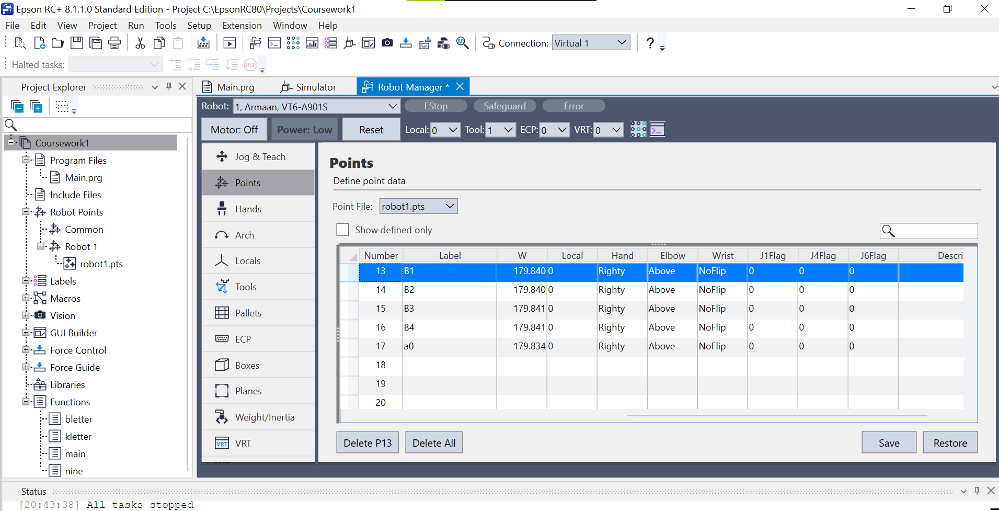 Epson RC+ 8.1.1.0 Standard Edition - Project C:\EpsonRC80\Projects\Coursework1
File Edit View Project Run Tools Setup Extension Window Help
Connection: Virtual 1 ?
Halted tasks: STOP
Project Explorer
Main.prg Simulator Robot Manager *
Robot: 1, Armaan, VT6-A901S EStop Safeguard Error
Motor: Off Power: Low Reset Local: 0 Tool: 1 ECP: 0 VRT: 0
Coursework1
Program Files
Main.prg
Include Files
Robot Points
Common
Robot 1
robot1.pts
Labels
Macros
Vision
GUI Builder
Force Control
Force Guide
Libraries
Functions
bletter
kletter
main
nine
Jog & Teach
Points
Hands
Arch
Locals
Tools
Pallets
ECP
Boxes
Planes
Weight/Inertia
VRT VRT
Points
Define point data
Point File: robot1.pts
Show defined only
Number Label W Local Hand Elbow Wrist J1Flag J4Flag J6Flag Descri
13 B1 179.840 0 Righty Above NoFlip 0 0 0
14 B2 179.840 0 Righty Above NoFlip 0 0 0
15 B3 179.841 0 Righty Above NoFlip 0 0 0
16 B4 179.841 0 Righty Above NoFlip 0 0 0
17 a0 179.834 0 Righty Above NoFlip 0 0 0
18
19
20
Delete P13 Delete All Save Restore
Status
[20:43:38] All tasks stopped